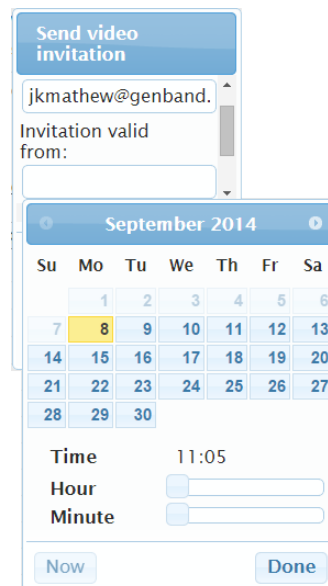 Send video
invitation
jkmathew@genband.
Invitation valid
from:
September 2014
Su Mo Tu We Th Fr Sa
1 2 3 4 5 6
7 8 9 10 11 12 13
14 15 16 17 18 19 20
21 22 23 24 25 26 27
28 29 30
Time 11:05
Hour
Minute
Now Done